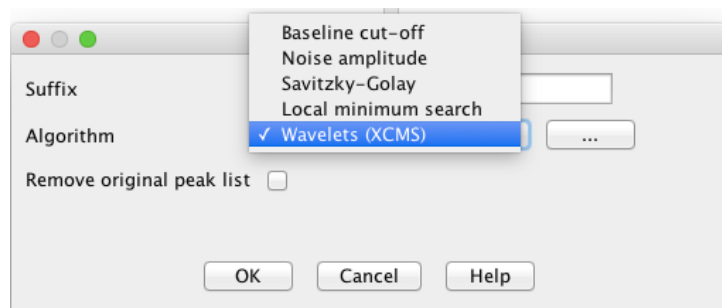 Baseline cut-off
Noise amplitude
Savitzky-Golay
Local minimum search
✓ Wavelets (XCMS)
Suffix
Algorithm
...
Remove original peak list
OK Cancel Help